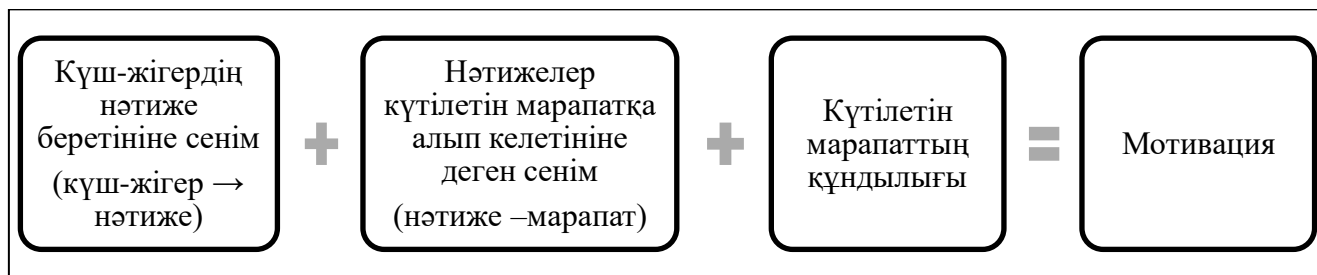 Күш-жігердің
нәтиже
беретініне сенім
(күш-жігер →
нәтиже)
+
Нәтижелер
күтілетін марапатқа
алып келетініне
деген сенім
(нәтиже –марапат)
+
Күтілетін
марапаттың
құндылығы
=
Мотивация